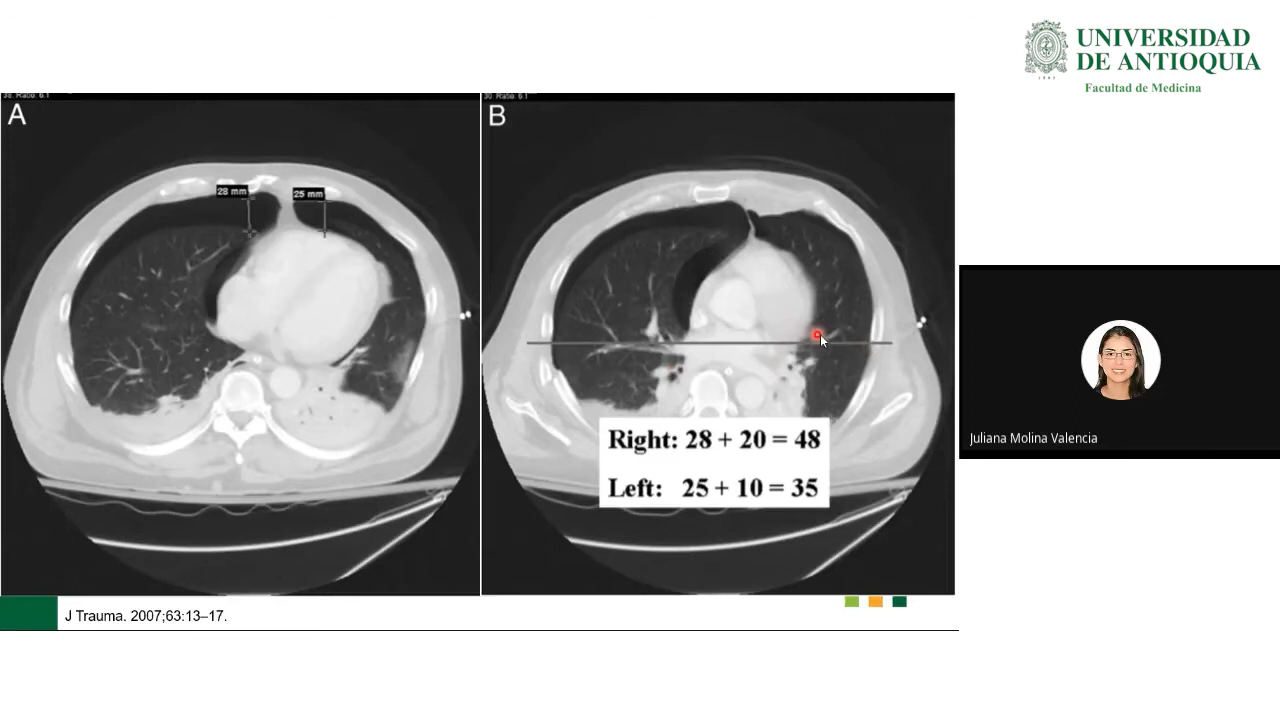 UNIVERSIDAD
DE ANTIOQUIA
1803
Facultad de Medicina
A
28 mm
25 mm
B
Right: 28 + 20 = 48
Left: 25 + 10 = 35
Juliana Molina Valencia
J Trauma. 2007;63:13–17.